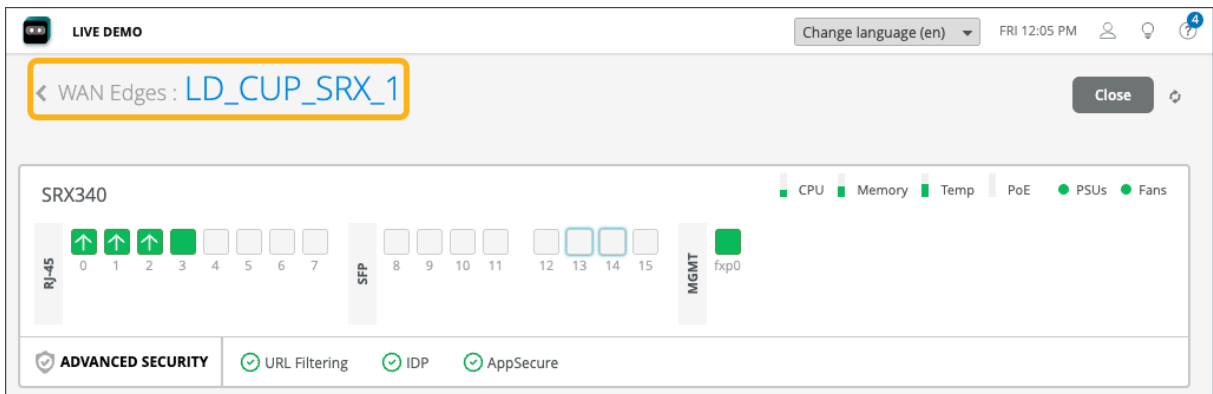 LIVE DEMO
Change language (en)
FRI 12:05 PM
?
4
WAN Edges : LD_CUP_SRX_1
Close
SRX340
CPU Memory Temp PoE PSUs Fans
RJ-45
0 1 2 3 4 5 6 7
SFP
8 9 10 11 12 13 14 15
MGMT
fxp0
ADVANCED SECURITY URL Filtering IDP AppSecure